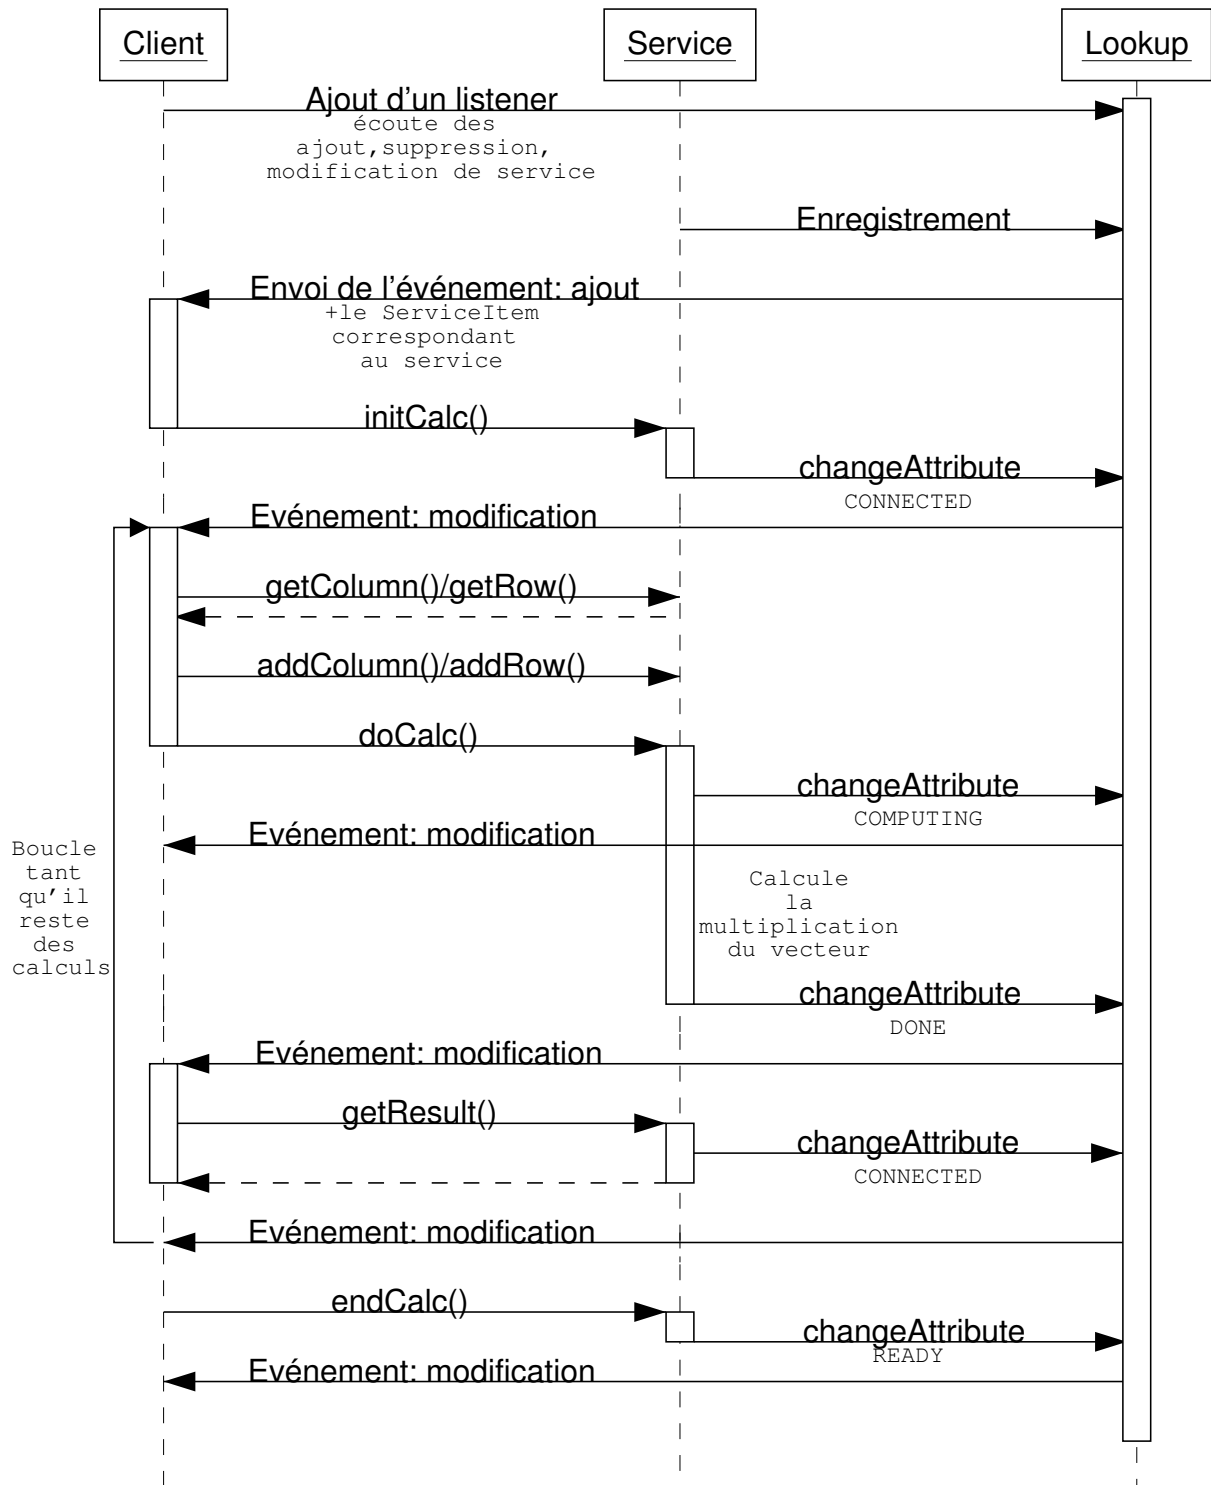 Client
Service
Lookup
Ajout d'un listener
écoute des
ajout,suppression,
modification de service
Enregistrement
Envoi de l'événement: ajout
+le ServiceItem
correspondant
au service
initCalc()
changeAttribute
CONNECTED
Evénement: modification
getColumn()/getRow()
addColumn()/addRow()
doCalc()
changeAttribute
COMPUTING
Evénement: modification
Boucle
tant
qu'il
reste
des
calculs
Calcule
la
multiplication
du vecteur
changeAttribute
DONE
Evénement: modification
getResult()
changeAttribute
CONNECTED
Evénement: modification
endCalc()
changeAttribute
READY
Evénement: modification